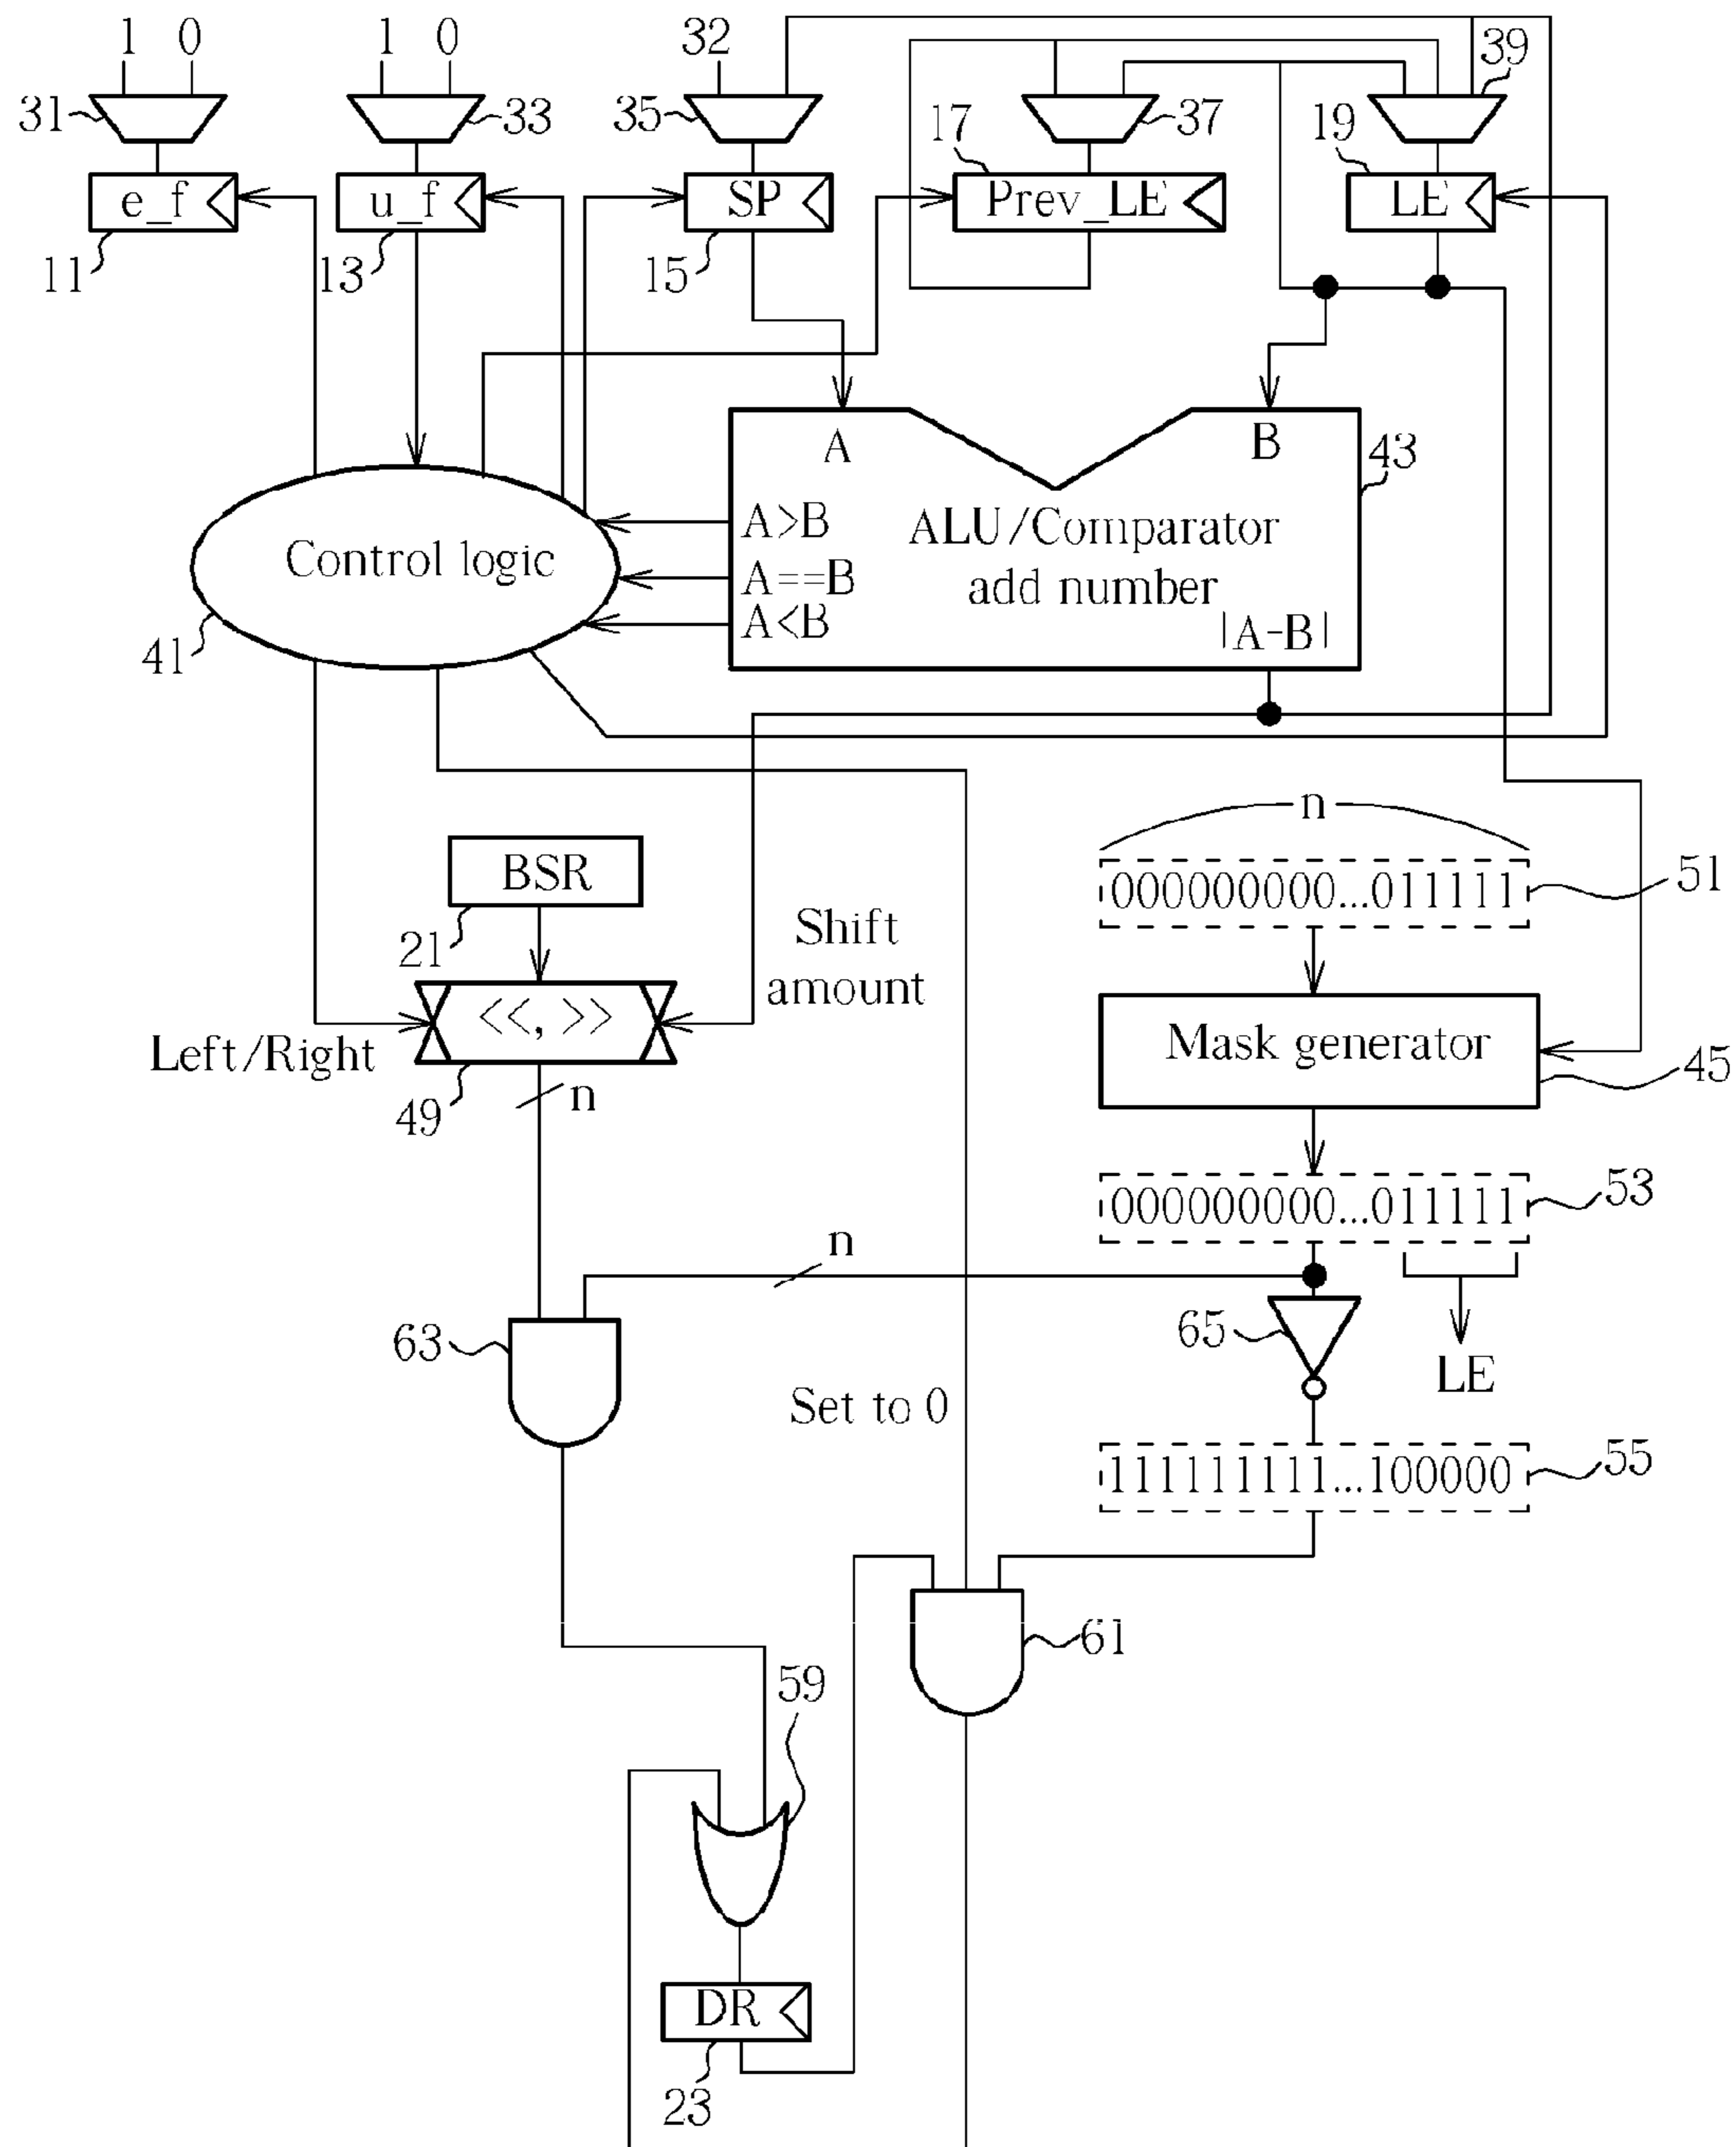 1 0
1 0
32
39
31
33
35
37
17
19
e_f
u_f
SP
Prev_LE
LE
11
13
15
A
B
43
A>B
ALU/Comparator
Control logic
A==B
add number
A<B
|A-B|
41
n
BSR
000000000...011111
51
21
Shift
amount
<<, >>
Left/Right
Mask generator
45
49
n
000000000...011111
53
n
63
65
LE
Set to 0
111111111...100000
55
61
59
DR
23